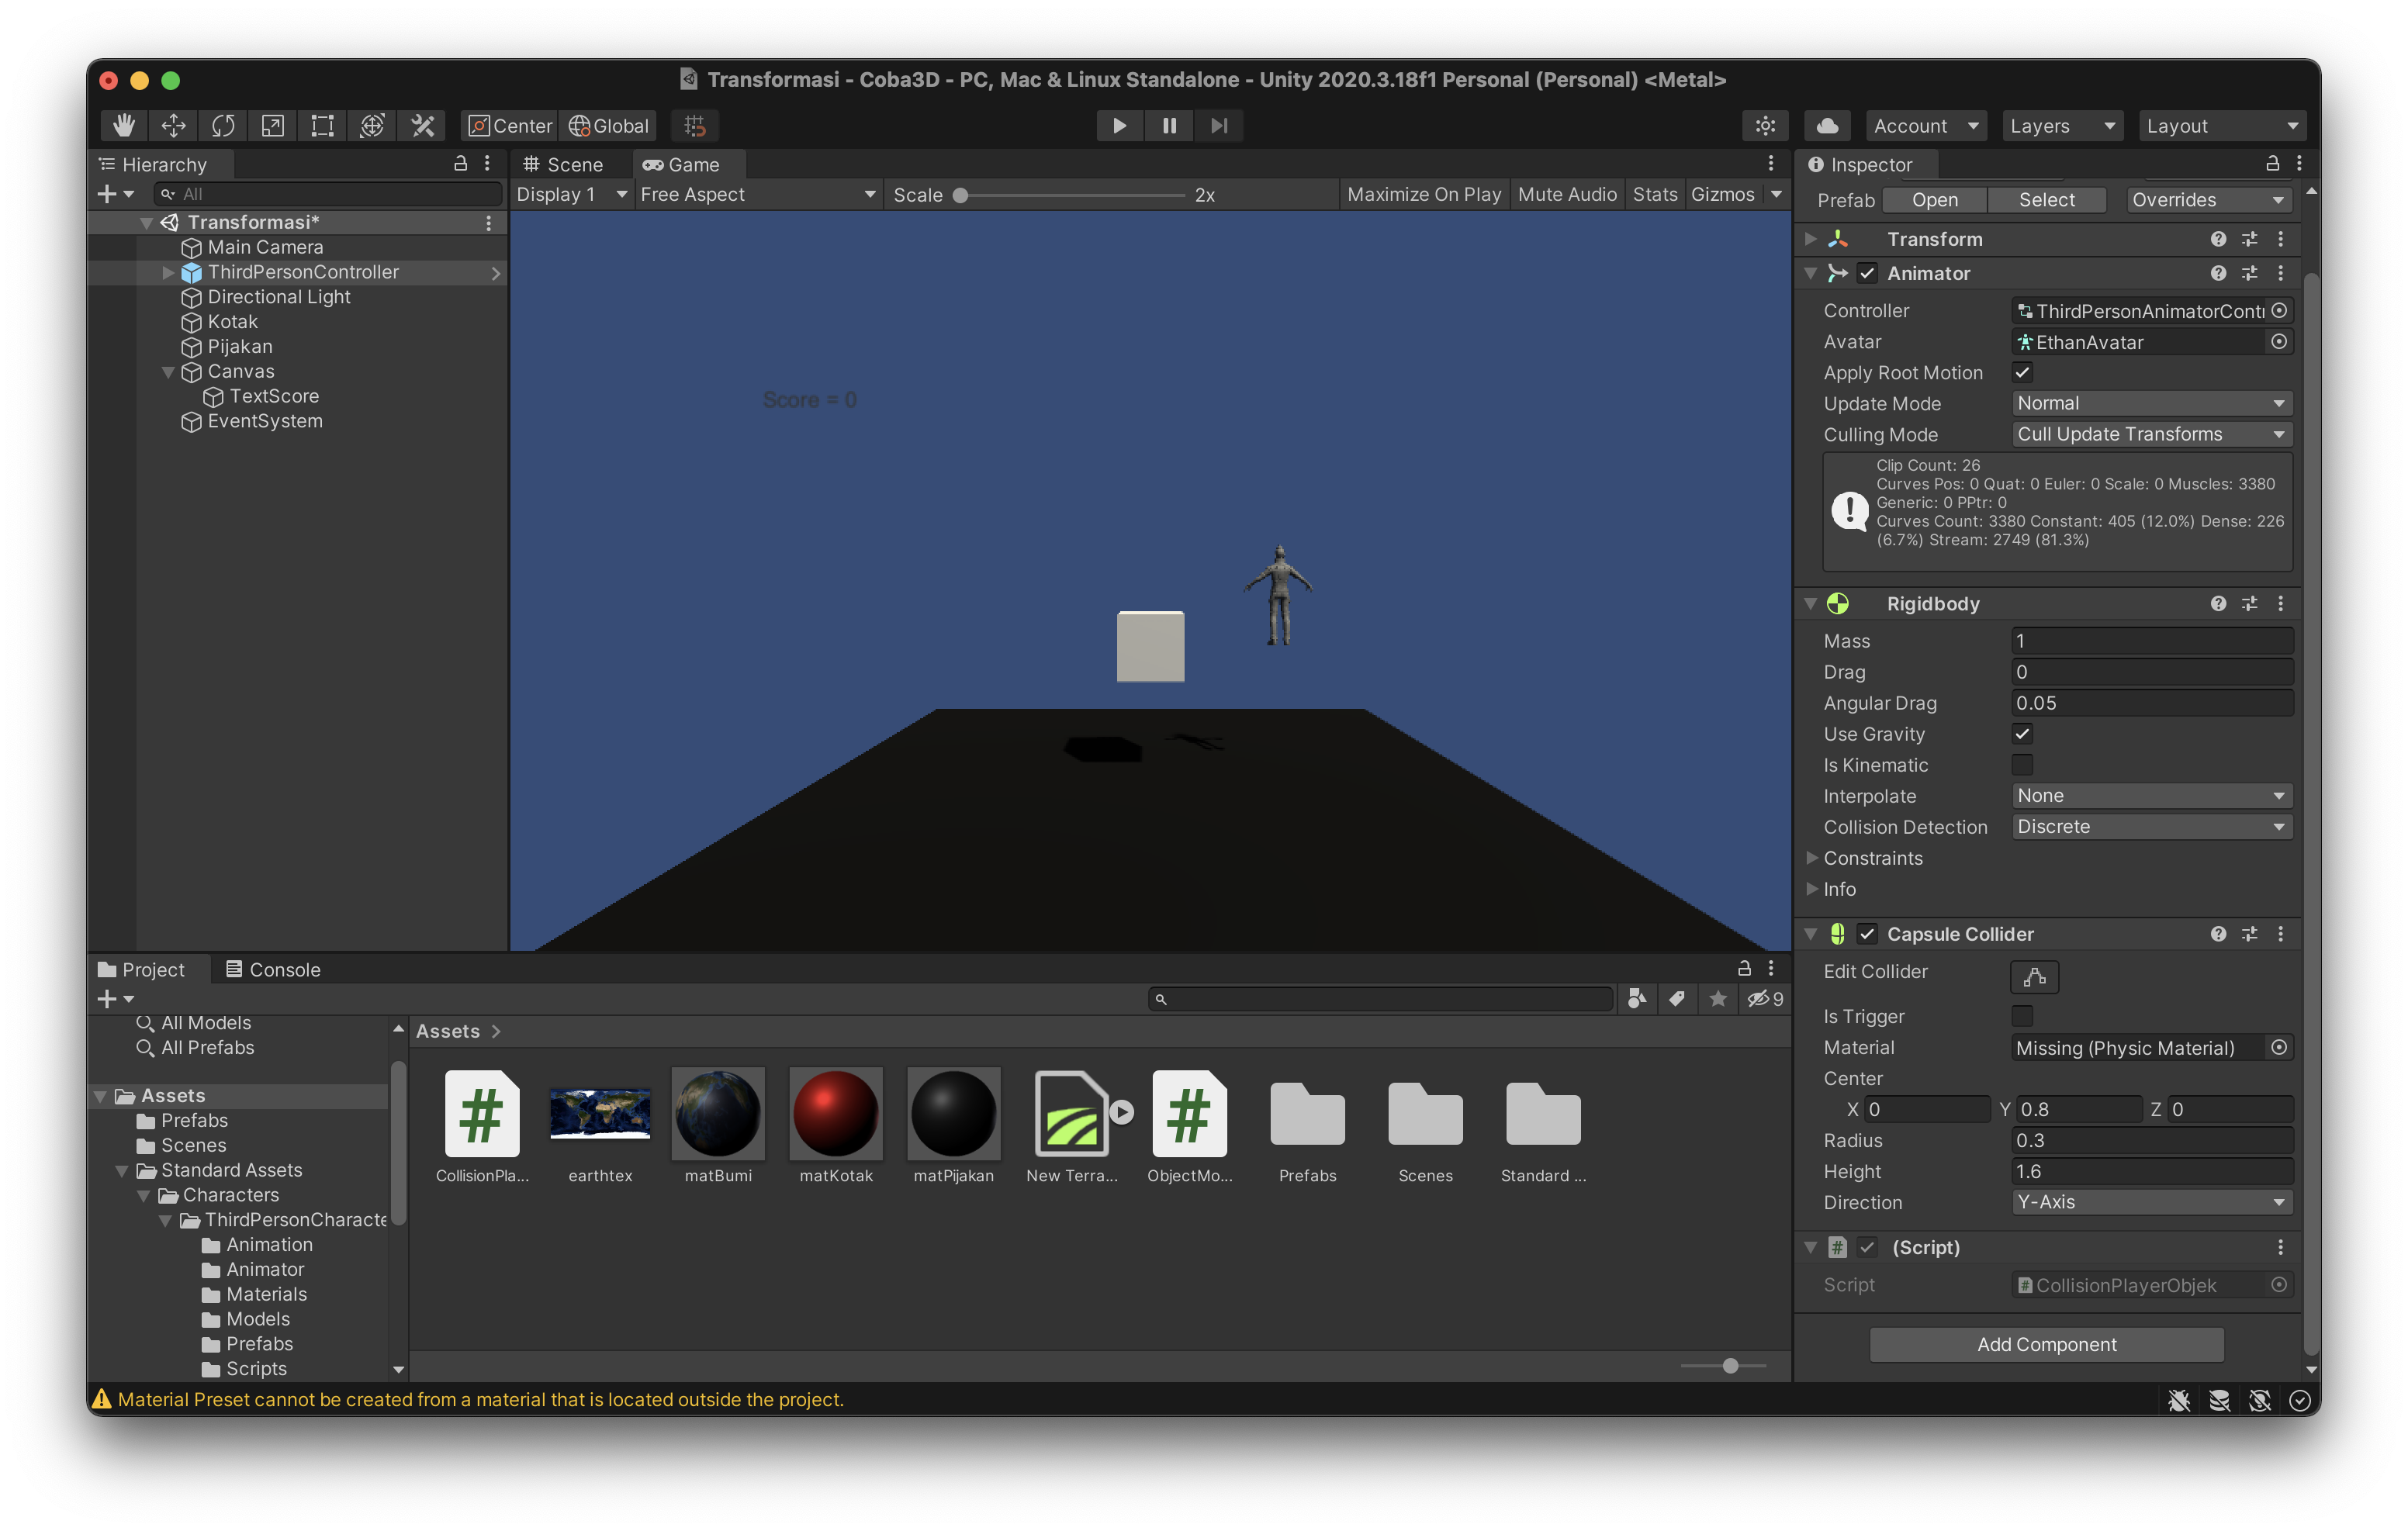 Transformasi - Coba3D - PC, Mac & Linux Standalone - Unity 2020.3.18f1 Personal (Personal) <Metal>
Center Global Account Layers Layout
Hierarchy
All
Transformasi*
Main Camera
ThirdPersonController
Directional Light
Kotak
Pijakan
Canvas
TextScore
EventSystem
Scene Game
Display 1 Free Aspect Scale 2x Maximize On Play Mute Audio Stats Gizmos
Score = 0
Inspector
Prefab Open Select Overrides
Transform
Animator
Controller ThirdPersonAnimatorContr
Avatar EthanAvatar
Apply Root Motion
Update Mode Normal
Culling Mode Cull Update Transforms
Clip Count: 26
Curves Pos: 0 Quat: 0 Euler: 0 Scale: 0 Muscles: 3380
Generic: 0 PPtr: 0
Curves Count: 3380 Constant: 405 (12.0%) Dense: 226
(6.7%) Stream: 2749 (81.3%)
Rigidbody
Mass 1
Drag 0
Angular Drag 0.05
Use Gravity
Is Kinematic
Interpolate None
Collision Detection Discrete
Constraints
Info
Capsule Collider
Edit Collider
Is Trigger
Material Missing (Physic Material)
Center
X 0 Y 0.8 Z 0
Radius 0.3
Height 1.6
Direction Y-Axis
(Script)
Script CollisionPlayerObjek
Add Component
Project Console
9
All Models
All Prefabs
Assets
Prefabs
Scenes
Standard Assets
Characters
ThirdPersonCharacte
Animation
Animator
Materials
Models
Prefabs
Scripts
Assets
CollisionPla... earthtex matBumi matKotak matPijakan New Terra... ObjectMo... Prefabs Scenes Standard ...
Material Preset cannot be created from a material that is located outside the project.